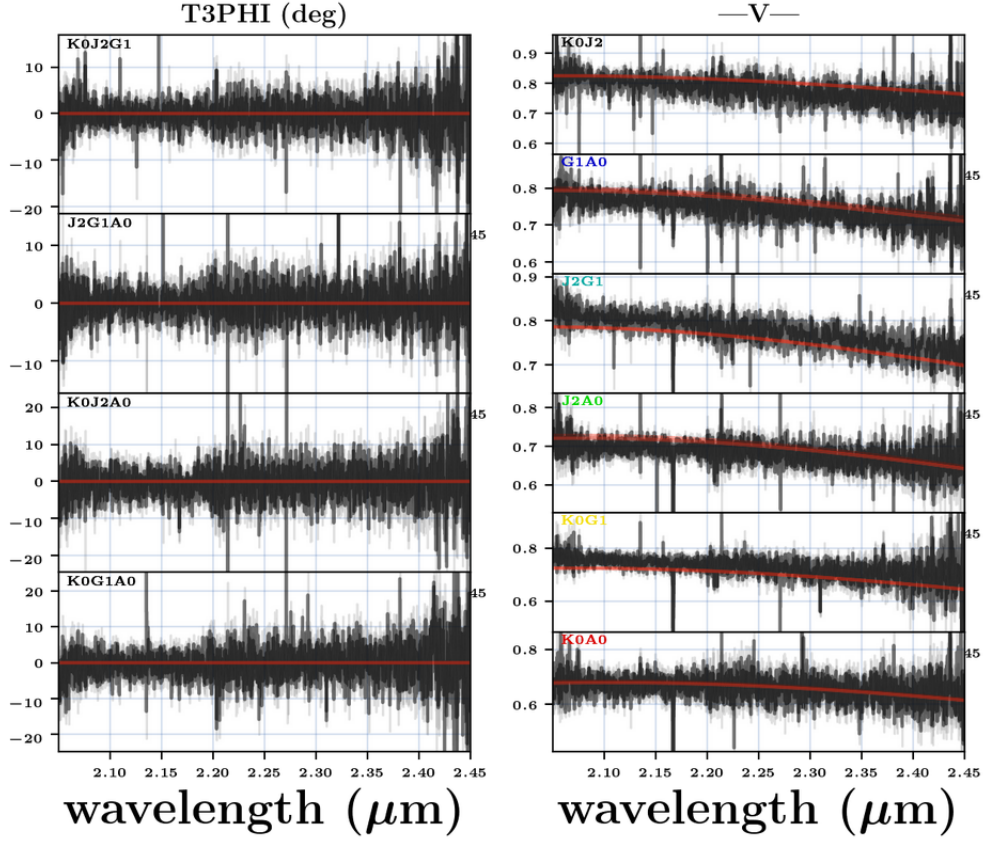 T3PHI (deg)
K0J2G1
10
0
−10
−20
J2G1A0
45
10
0
−10
K0J2A0
45
20
10
0
−10
−20
K0G1A0
45
20
10
0
−10
−20
2.10 2.15 2.20 2.25 2.30 2.35 2.40 2.45
wavelength (μm)
—V—
K0J2
0.9
0.8
0.7
0.6
G1A0
45
0.8
0.7
0.6
J2G1
0.9
45
0.8
0.7
J2A0
0.8
45
0.7
0.6
K0G1
45
0.8
0.6
K0A0
0.8
45
0.6
2.10 2.15 2.20 2.25 2.30 2.35 2.40 2.45
wavelength (μm)